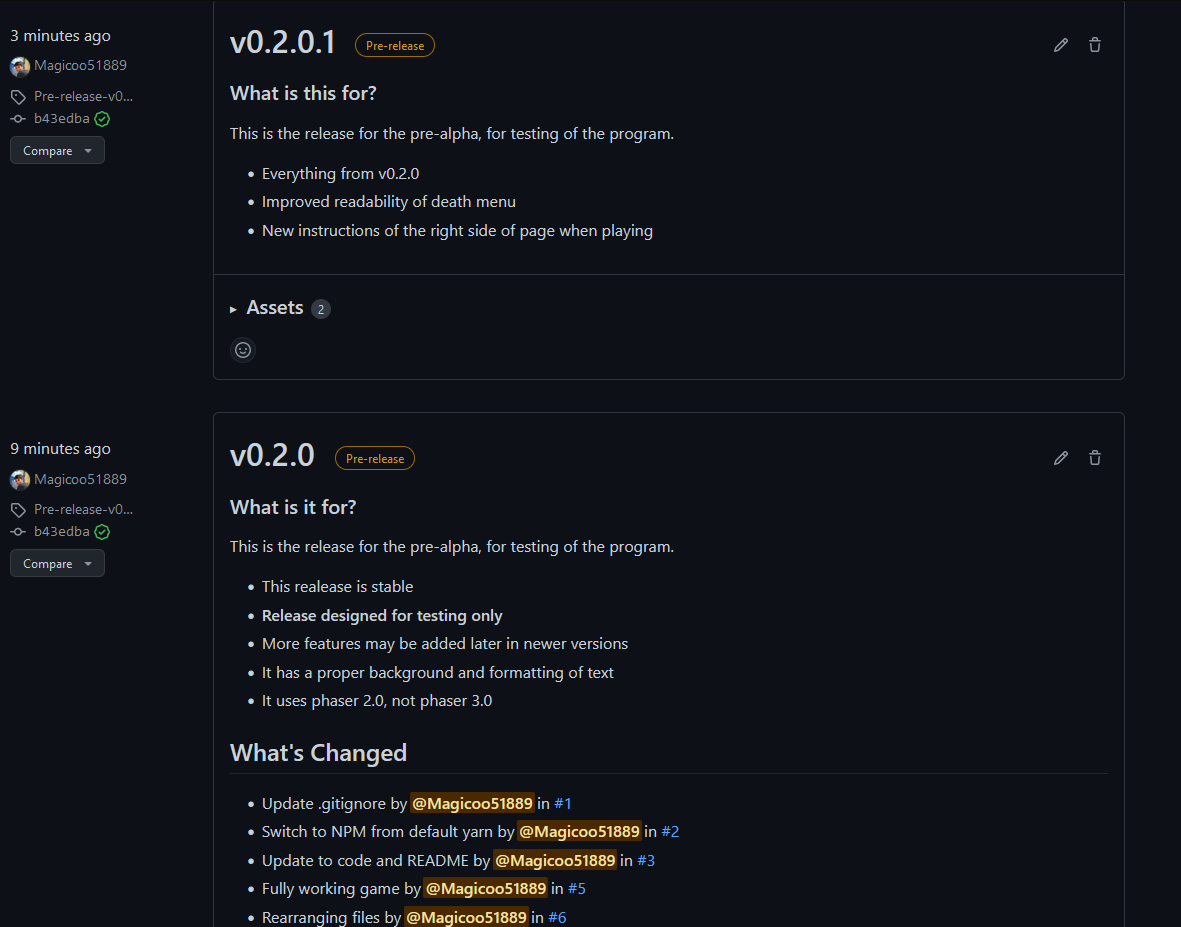 3 minutes ago
Magicoo51889
Pre-release-v0...
b43edba
Compare
v0.2.0.1 Pre-release
What is this for?
This is the release for the pre-alpha, for testing of the program.
Everything from v0.2.0
Improved readability of death menu
New instructions of the right side of page when playing
Assets 2
9 minutes ago
Magicoo51889
Pre-release-v0...
b43edba
Compare
v0.2.0 Pre-release
What is it for?
This is the release for the pre-alpha, for testing of the program.
This realease is stable
Release designed for testing only
More features may be added later in newer versions
It has a proper background and formatting of text
It uses phaser 2.0, not phaser 3.0
What's Changed
Update .gitignore by @Magicoo51889 in #1
Switch to NPM from default yarn by @Magicoo51889 in #2
Update to code and README by @Magicoo51889 in #3
Fully working game by @Magicoo51889 in #5
Rearranging files by @Magicoo51889 in #6